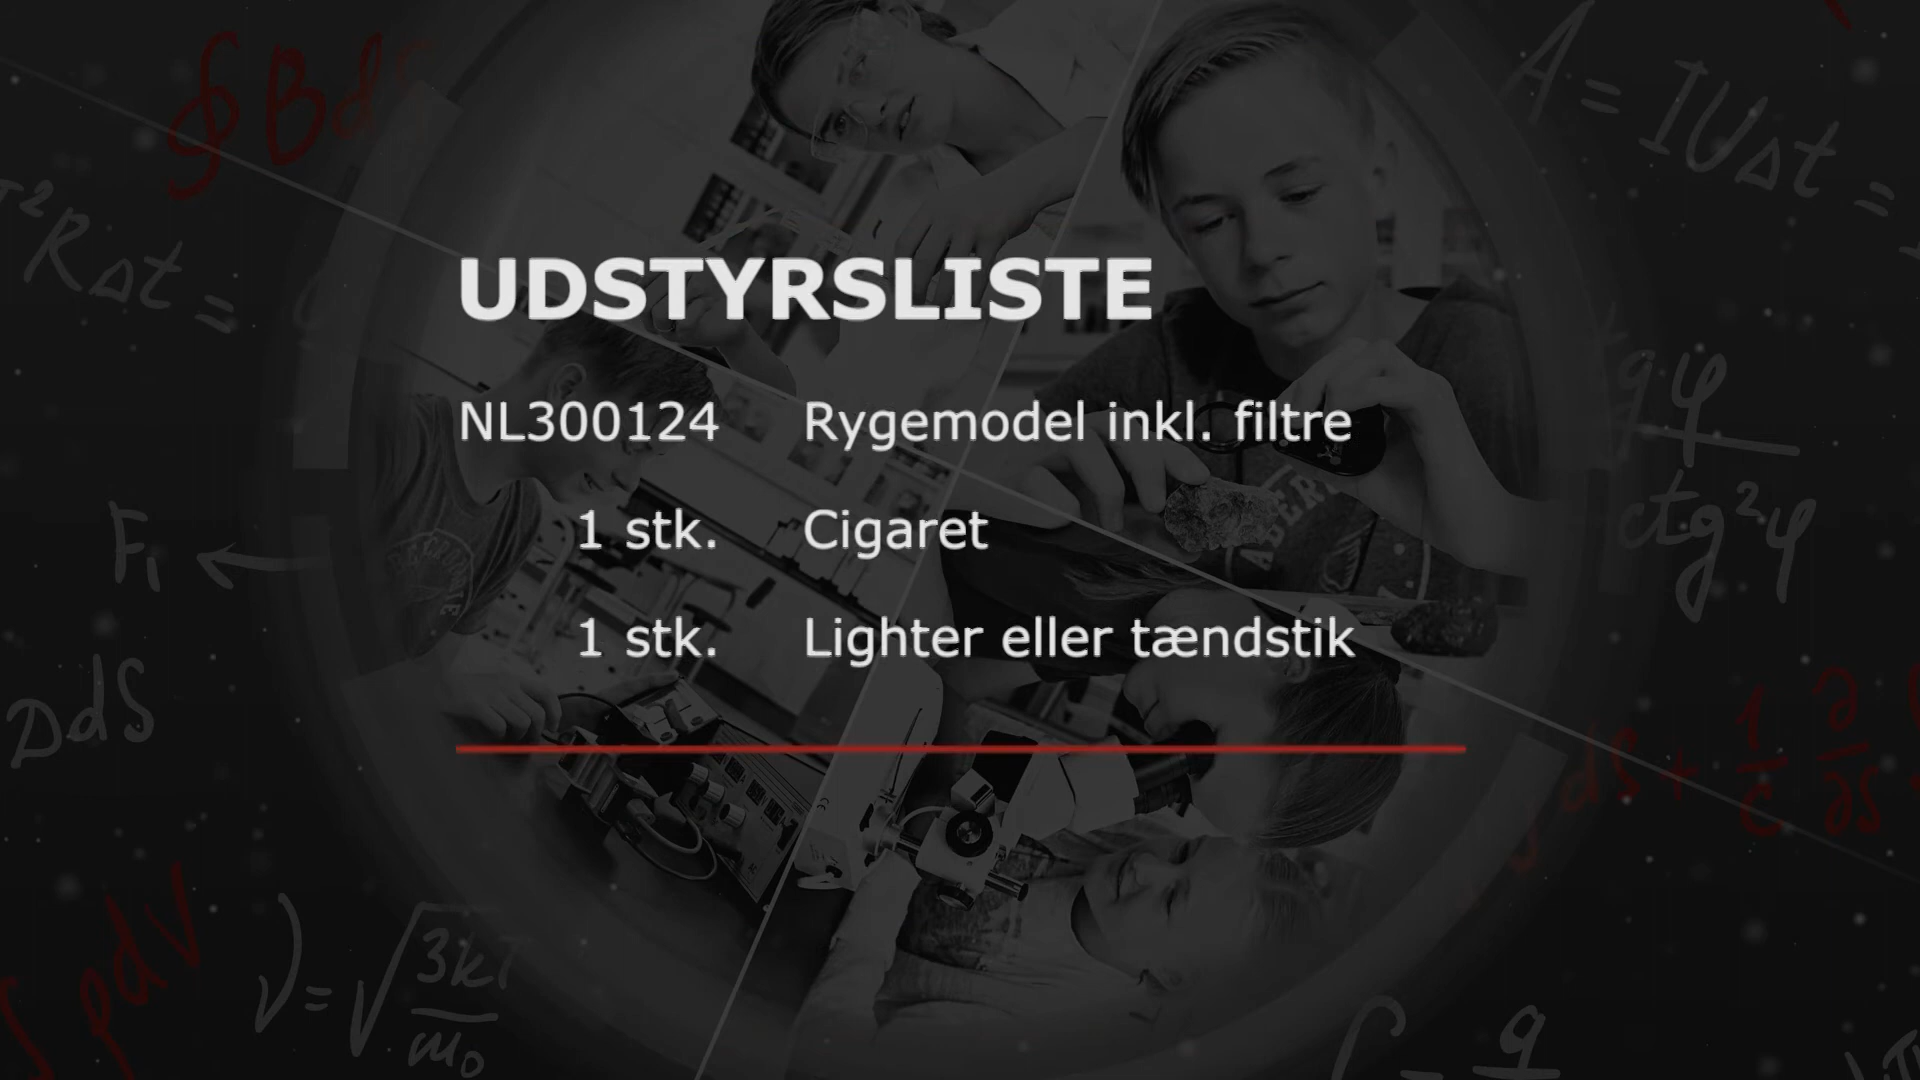 UDSTYRSLISTE
NL300124 Rygemodel inkl. filtre
1 stk. Cigaret
1 stk. Lighter eller tændstik